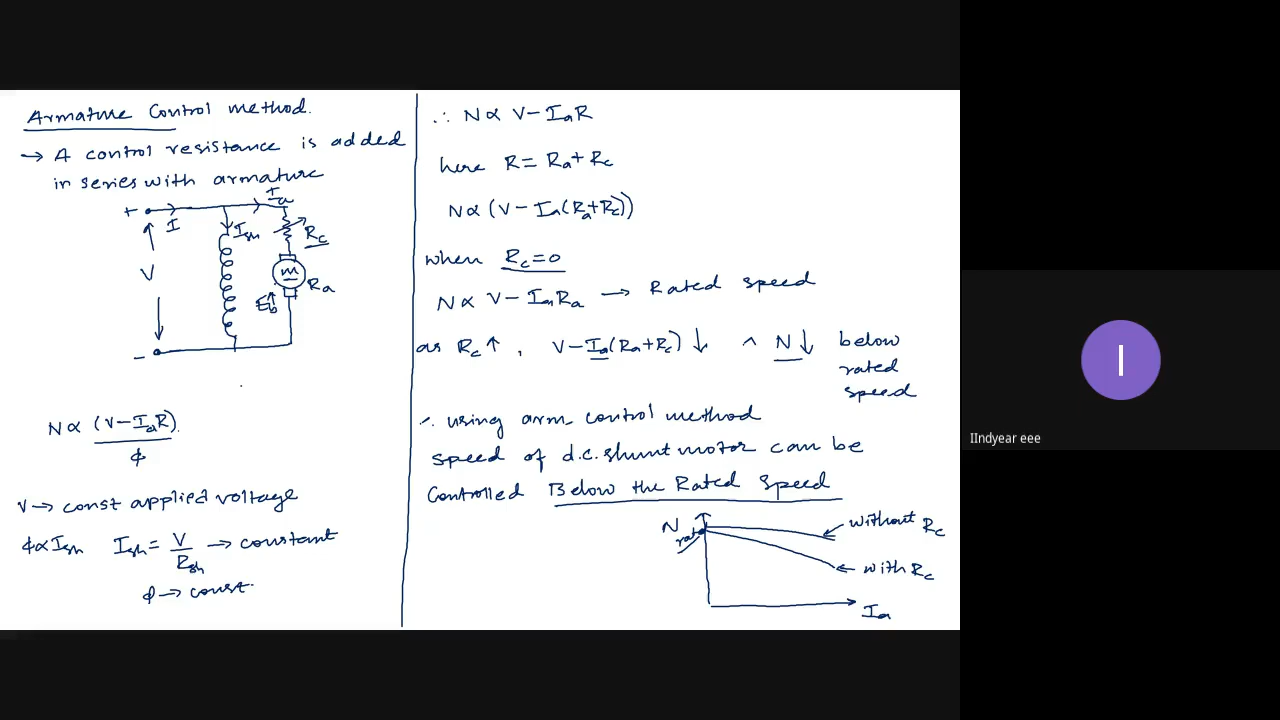 Armature Control method.
→ A control resistance is added
in series with armature
+ I Ia
Ish Rc
V m Ra
Eb
-
N ∝ (V - IaR)
ϕ
V → const applied voltage
ϕ ∝ Ish Ish = V/Rsh → constant
ϕ → const.
∴ N ∝ V - IaR
here R = Ra + Rc
N ∝ (V - Ia(Ra+Rc))
when Rc = 0
N ∝ V - IaRa → Rated speed
as Rc ↑, V - Ia(Ra+Rc) ↓ ^ N ↓ below
rated
speed
∴ using arm. control method
speed of d.c. shunt motor can be
controlled Below the Rated Speed
N rated
without Rc
with Rc
Ia
I
IIndyear eee